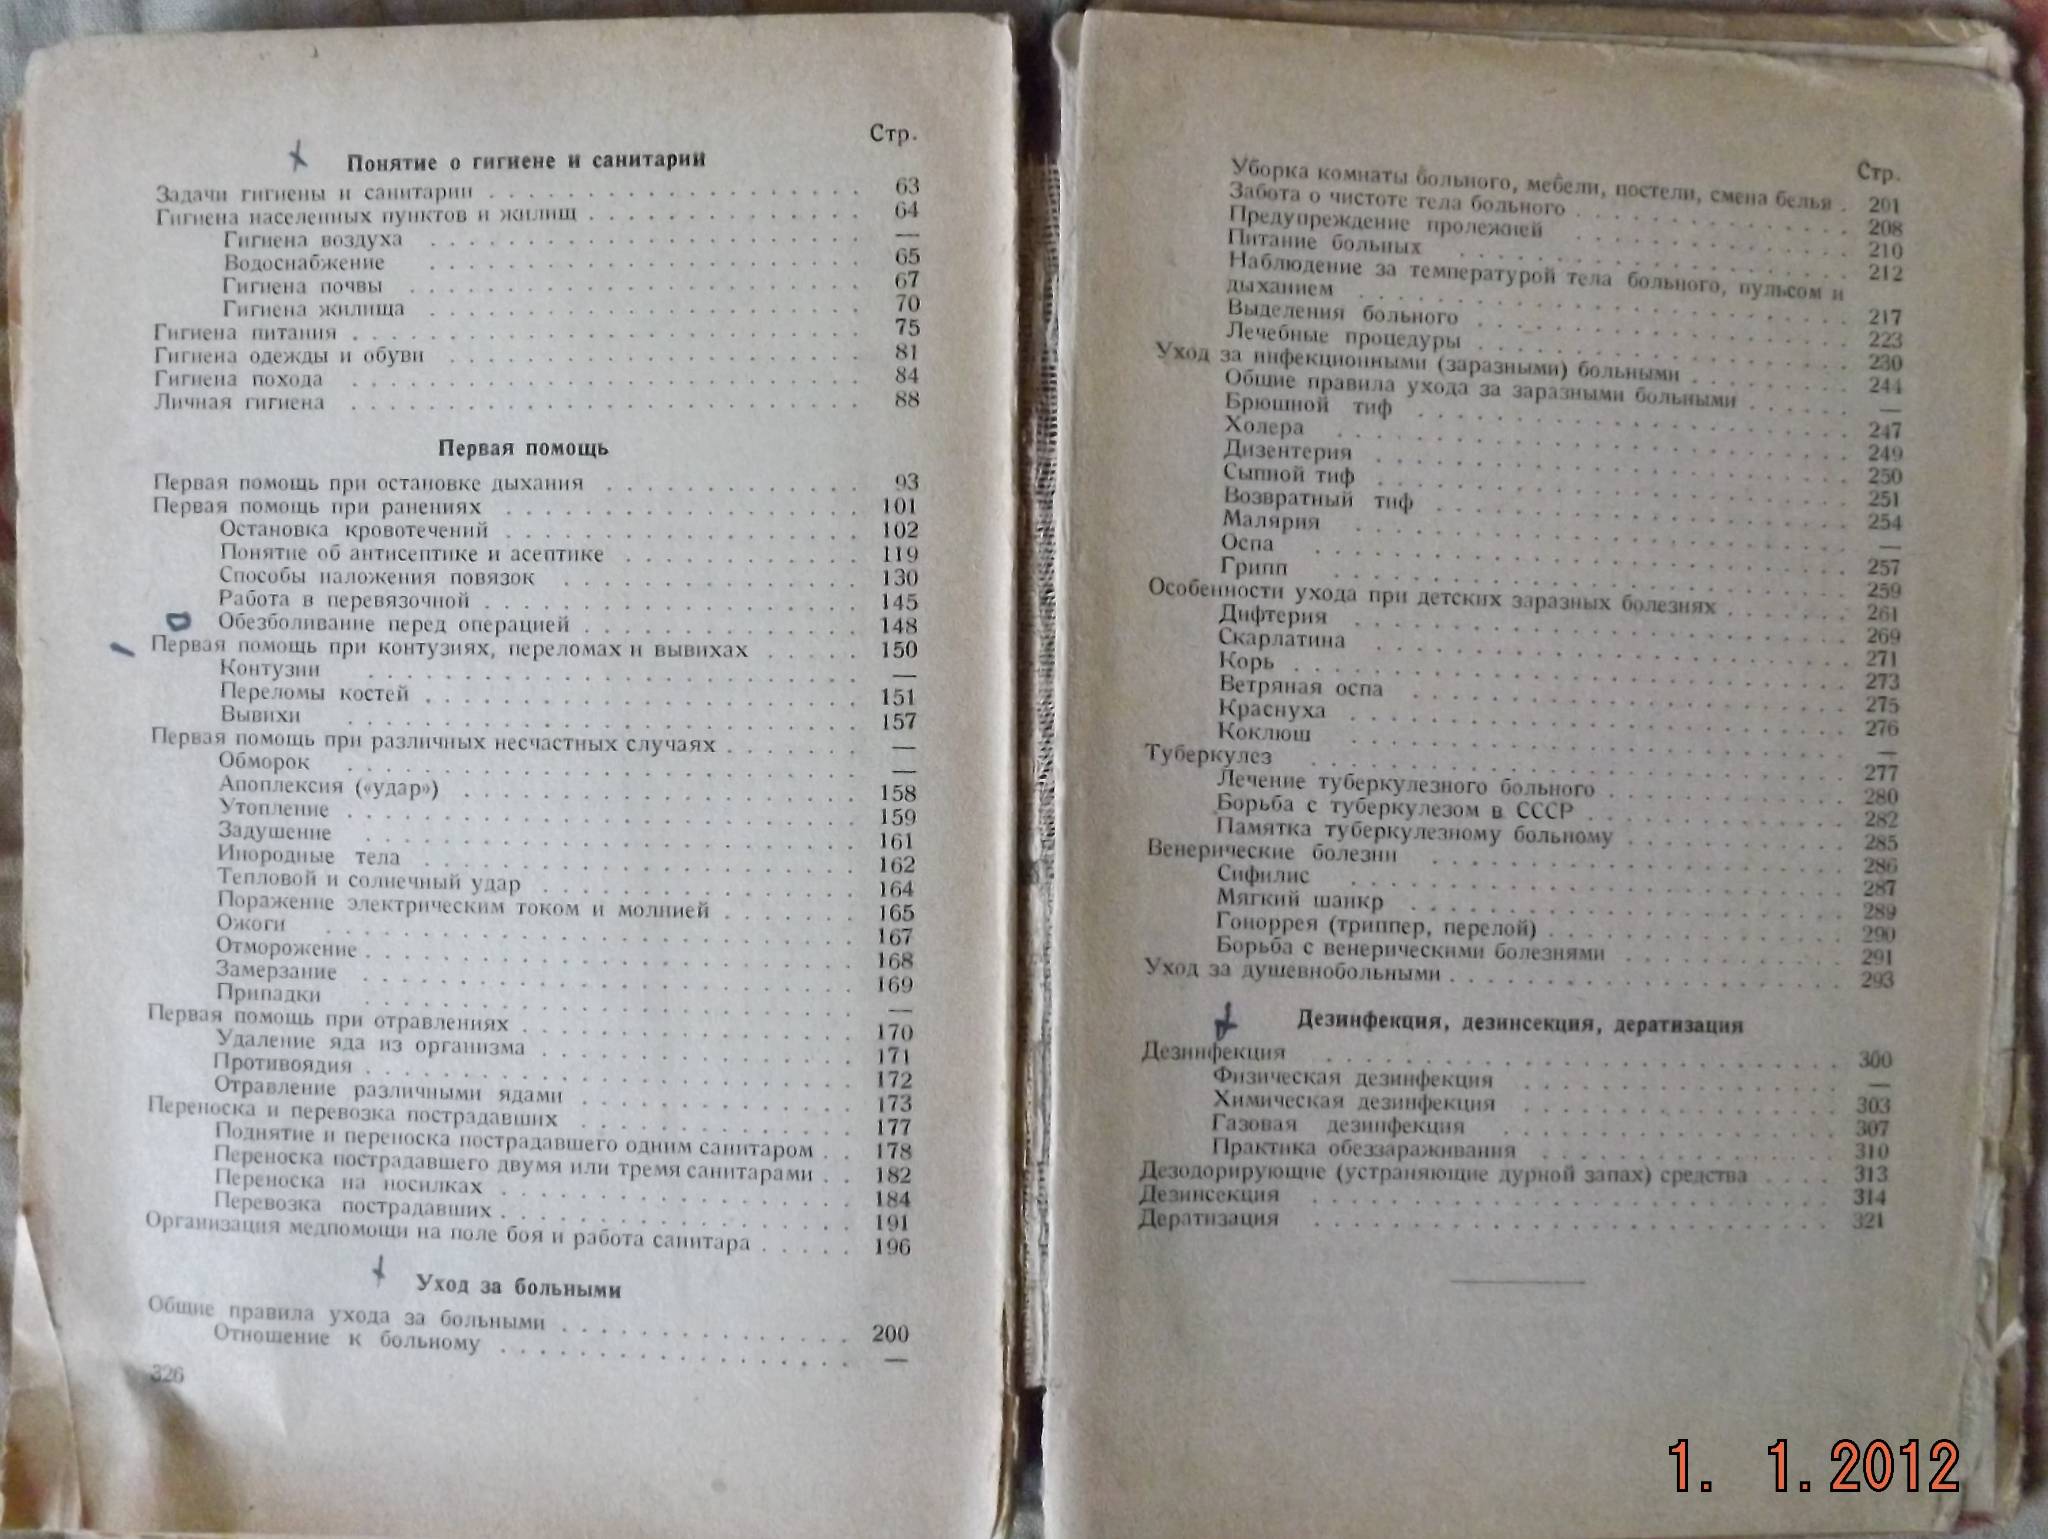 Стр.
Понятие о гигиене и санитарии
Задачи гигиены и санитарии . . . 63
Гигиена населенных пунктов и жилищ . . . 64
Гигиена воздуха . . . —
Водоснабжение . . . 65
Гигиена почвы . . . 67
Гигиена жилища . . . 70
Гигиена питания . . . 75
Гигиена одежды и обуви . . . 81
Гигиена похода . . . 84
Личная гигиена . . . 88
Первая помощь
Первая помощь при остановке дыхания . . . 93
Первая помощь при ранениях . . . 101
Остановка кровотечений . . . 102
Понятие об антисептике и асептике . . . 119
Способы наложения повязок . . . 130
Работа в перевязочной . . . 145
Обезболивание перед операцией . . . 148
Первая помощь при контузиях, переломах и вывихах . . . 150
Контузии . . . —
Переломы костей . . . 151
Вывихи . . . 157
Первая помощь при различных несчастных случаях . . . —
Обморок . . . —
Апоплексия («удар») . . . 158
Утопление . . . 159
Задушение . . . 161
Инородные тела . . . 162
Тепловой и солнечный удар . . . 164
Поражение электрическим током и молнией . . . 165
Ожоги . . . 167
Отморожение . . . 168
Замерзание . . . 169
Припадки . . . —
Первая помощь при отравлениях . . . 170
Удаление яда из организма . . . 171
Противоядия . . . 172
Отравление различными ядами . . . 173
Переноска и перевозка пострадавших . . . 177
Поднятие и переноска пострадавшего одним санитаром . . 178
Переноска пострадавшего двумя или тремя санитарами . . 182
Переноска на носилках . . . 184
Перевозка пострадавших . . . 191
Организация медпомощи на поле боя и работа санитара . . . 196
Уход за больными
Общие правила ухода за больными . . . 200
Отношение к больному . . . —
326
Стр.
Уборка комнаты больного, мебели, постели, смена белья . 201
Забота о чистоте тела больного . . . 208
Предупреждение пролежней . . . 210
Питание больных . . . 212
Наблюдение за температурой тела больного, пульсом и
дыханием . . . 217
Выделения больного . . . 223
Лечебные процедуры . . . 230
Уход за инфекционными (заразными) больными . . . 244
Общие правила ухода за заразными больными . . . —
Брюшной тиф . . . 247
Холера . . . 249
Дизентерия . . . 250
Сыпной тиф . . . 251
Возвратный тиф . . . 254
Малярия . . . —
Оспа . . . 257
Грипп . . . 259
Особенности ухода при детских заразных болезнях . . . 261
Дифтерия . . . 269
Скарлатина . . . 271
Корь . . . 273
Ветряная оспа . . . 275
Краснуха . . . 276
Коклюш . . . —
Туберкулез . . . 277
Лечение туберкулезного больного . . . 280
Борьба с туберкулезом в СССР . . . 282
Памятка туберкулезному больному . . . 285
Венерические болезни . . . 286
Сифилис . . . 287
Мягкий шанкр . . . 289
Гоноррея (триппер, перелой) . . . 290
Борьба с венерическими болезнями . . . 291
Уход за душевнобольными . . . 293
Дезинфекция, дезинсекция, дератизация
Дезинфекция . . . 300
Физическая дезинфекция . . . —
Химическая дезинфекция . . . 303
Газовая дезинфекция . . . 307
Практика обеззараживания . . . 310
Дезодорирующие (устраняющие дурной запах) средства . . . 313
Дезинсекция . . . 314
Дератизация . . . 321
1. 1.2012